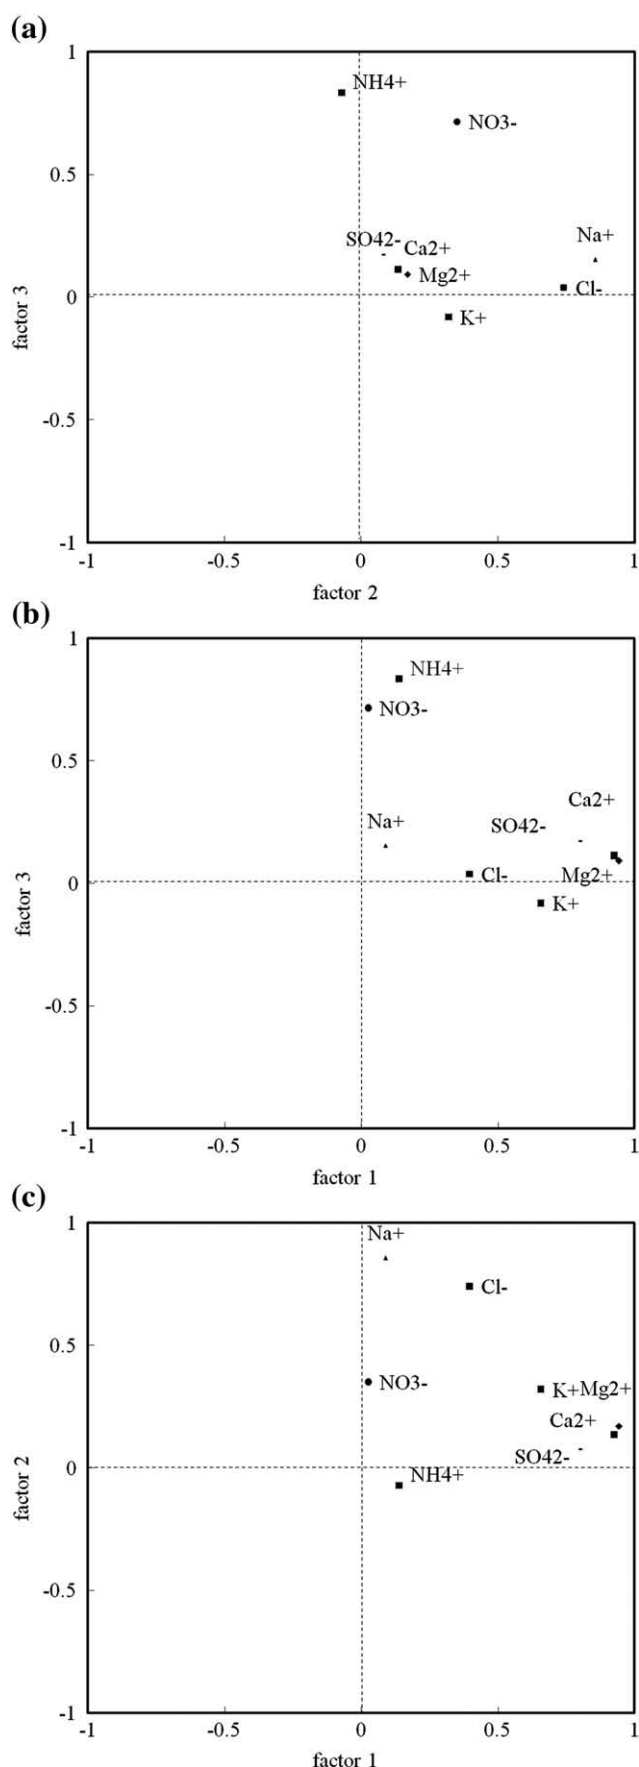 (a)
1
NH4+
NO3-
0.5
SO42-
Ca2+
Na+
Mg2+
0
Cl-
K+
factor 3
-0.5
-1
-1
-0.5
0
0.5
1
factor 2
(b)
1
NH4+
NO3-
0.5
Ca2+
Na+
SO42-
Cl-
Mg2+
0
K+
factor 3
-0.5
-1
-1
-0.5
0
0.5
1
factor 1
(c)
1
Na+
Cl-
0.5
NO3-
K+Mg2+
Ca2+
SO42-
0
NH4+
factor 2
-0.5
-1
-1
-0.5
0
0.5
1
factor 1